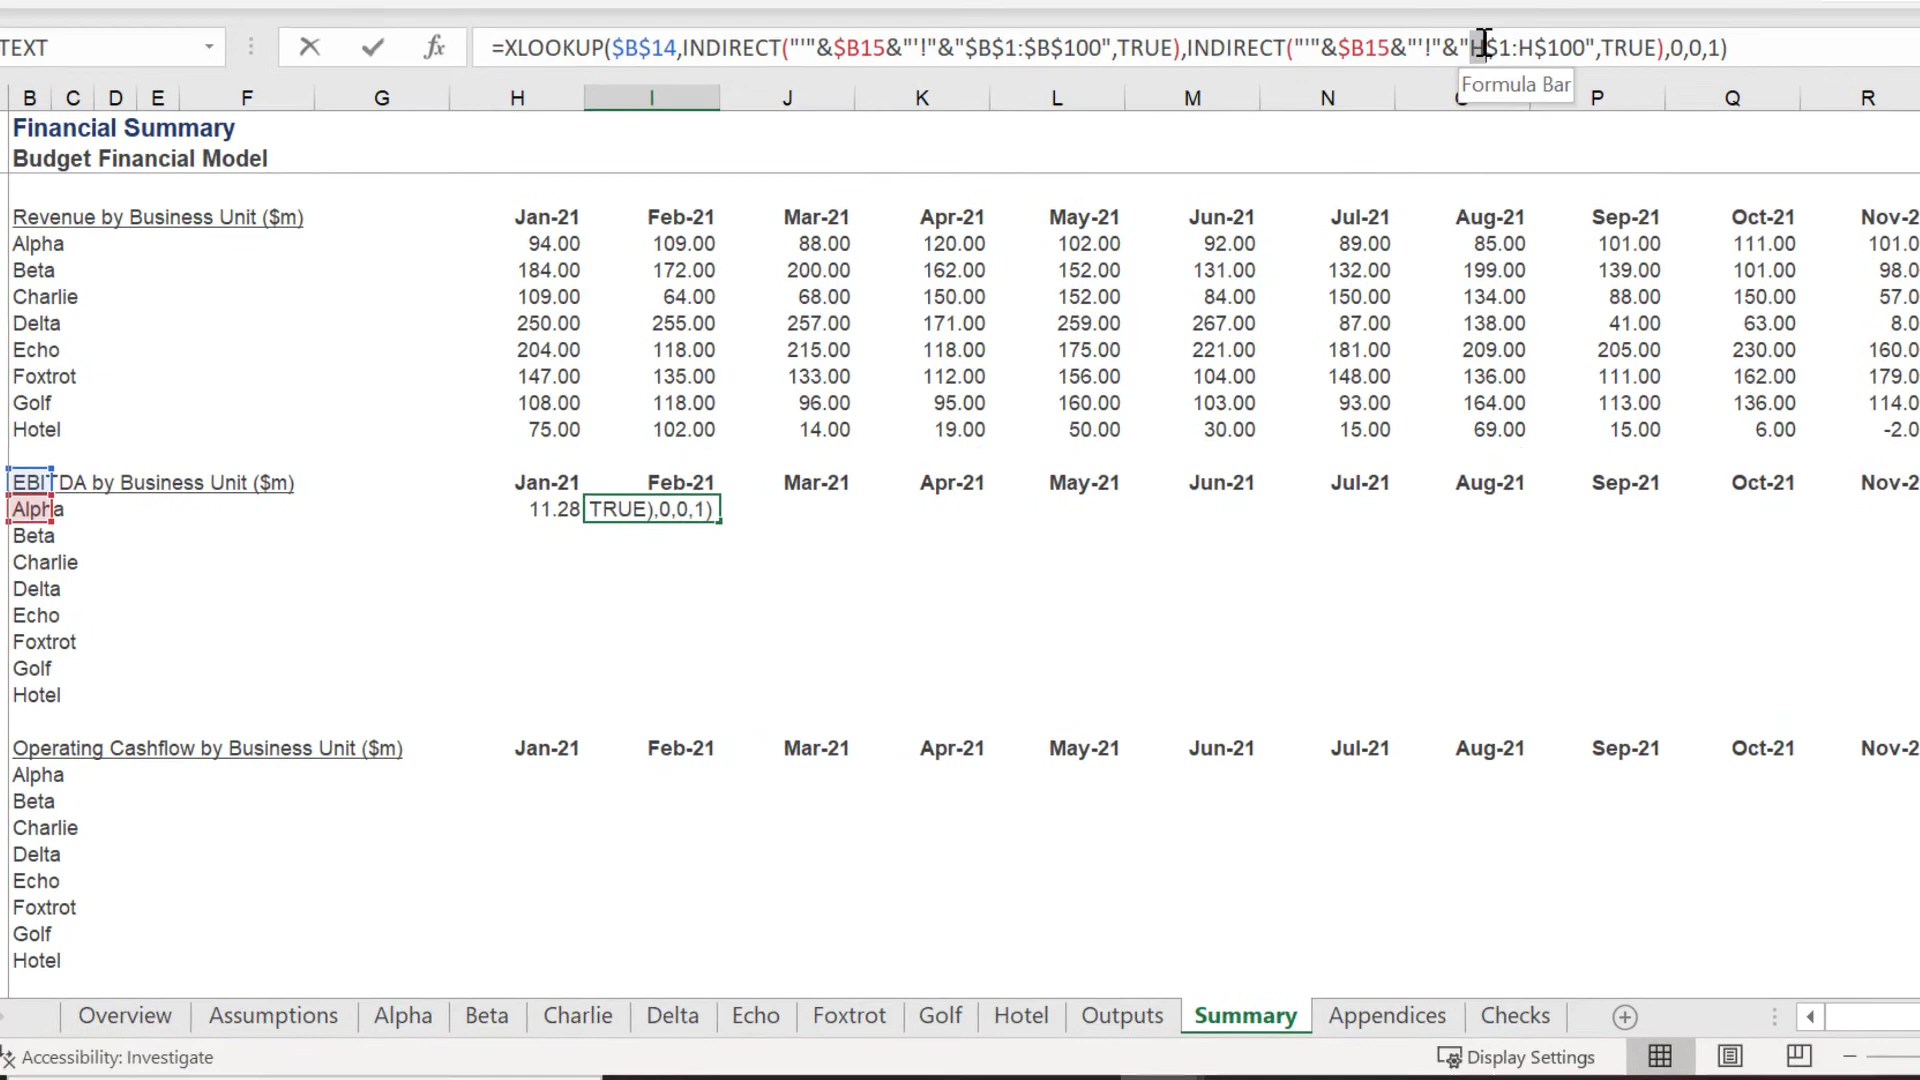 TEXT
=XLOOKUP($B$14,INDIRECT("'"&$B15&"'!"&"$B$1:$B$100",TRUE),INDIRECT("'"&$B15&"'!"&"H$1:H$100",TRUE),0,0,1)
Formula Bar
B C D E F G H I J K L M N P Q R
Financial Summary
Budget Financial Model
Revenue by Business Unit ($m) Jan-21 Feb-21 Mar-21 Apr-21 May-21 Jun-21 Jul-21 Aug-21 Sep-21 Oct-21 Nov-2
Alpha 94.00 109.00 88.00 120.00 102.00 92.00 89.00 85.00 101.00 111.00 101.0
Beta 184.00 172.00 200.00 162.00 152.00 131.00 132.00 199.00 139.00 101.00 98.0
Charlie 109.00 64.00 68.00 150.00 152.00 84.00 150.00 134.00 88.00 150.00 57.0
Delta 250.00 255.00 257.00 171.00 259.00 267.00 87.00 138.00 41.00 63.00 8.0
Echo 204.00 118.00 215.00 118.00 175.00 221.00 181.00 209.00 205.00 230.00 160.0
Foxtrot 147.00 135.00 133.00 112.00 156.00 104.00 148.00 136.00 111.00 162.00 179.0
Golf 108.00 118.00 96.00 95.00 160.00 103.00 93.00 164.00 113.00 136.00 114.0
Hotel 75.00 102.00 14.00 19.00 50.00 30.00 15.00 69.00 15.00 6.00 -2.0
EBITDA by Business Unit ($m) Jan-21 Feb-21 Mar-21 Apr-21 May-21 Jun-21 Jul-21 Aug-21 Sep-21 Oct-21 Nov-2
Alpha 11.28 TRUE),0,0,1)
Beta
Charlie
Delta
Echo
Foxtrot
Golf
Hotel
Operating Cashflow by Business Unit ($m) Jan-21 Feb-21 Mar-21 Apr-21 May-21 Jun-21 Jul-21 Aug-21 Sep-21 Oct-21 Nov-2
Alpha
Beta
Charlie
Delta
Echo
Foxtrot
Golf
Hotel
Overview Assumptions Alpha Beta Charlie Delta Echo Foxtrot Golf Hotel Outputs Summary Appendices Checks
Accessibility: Investigate Display Settings